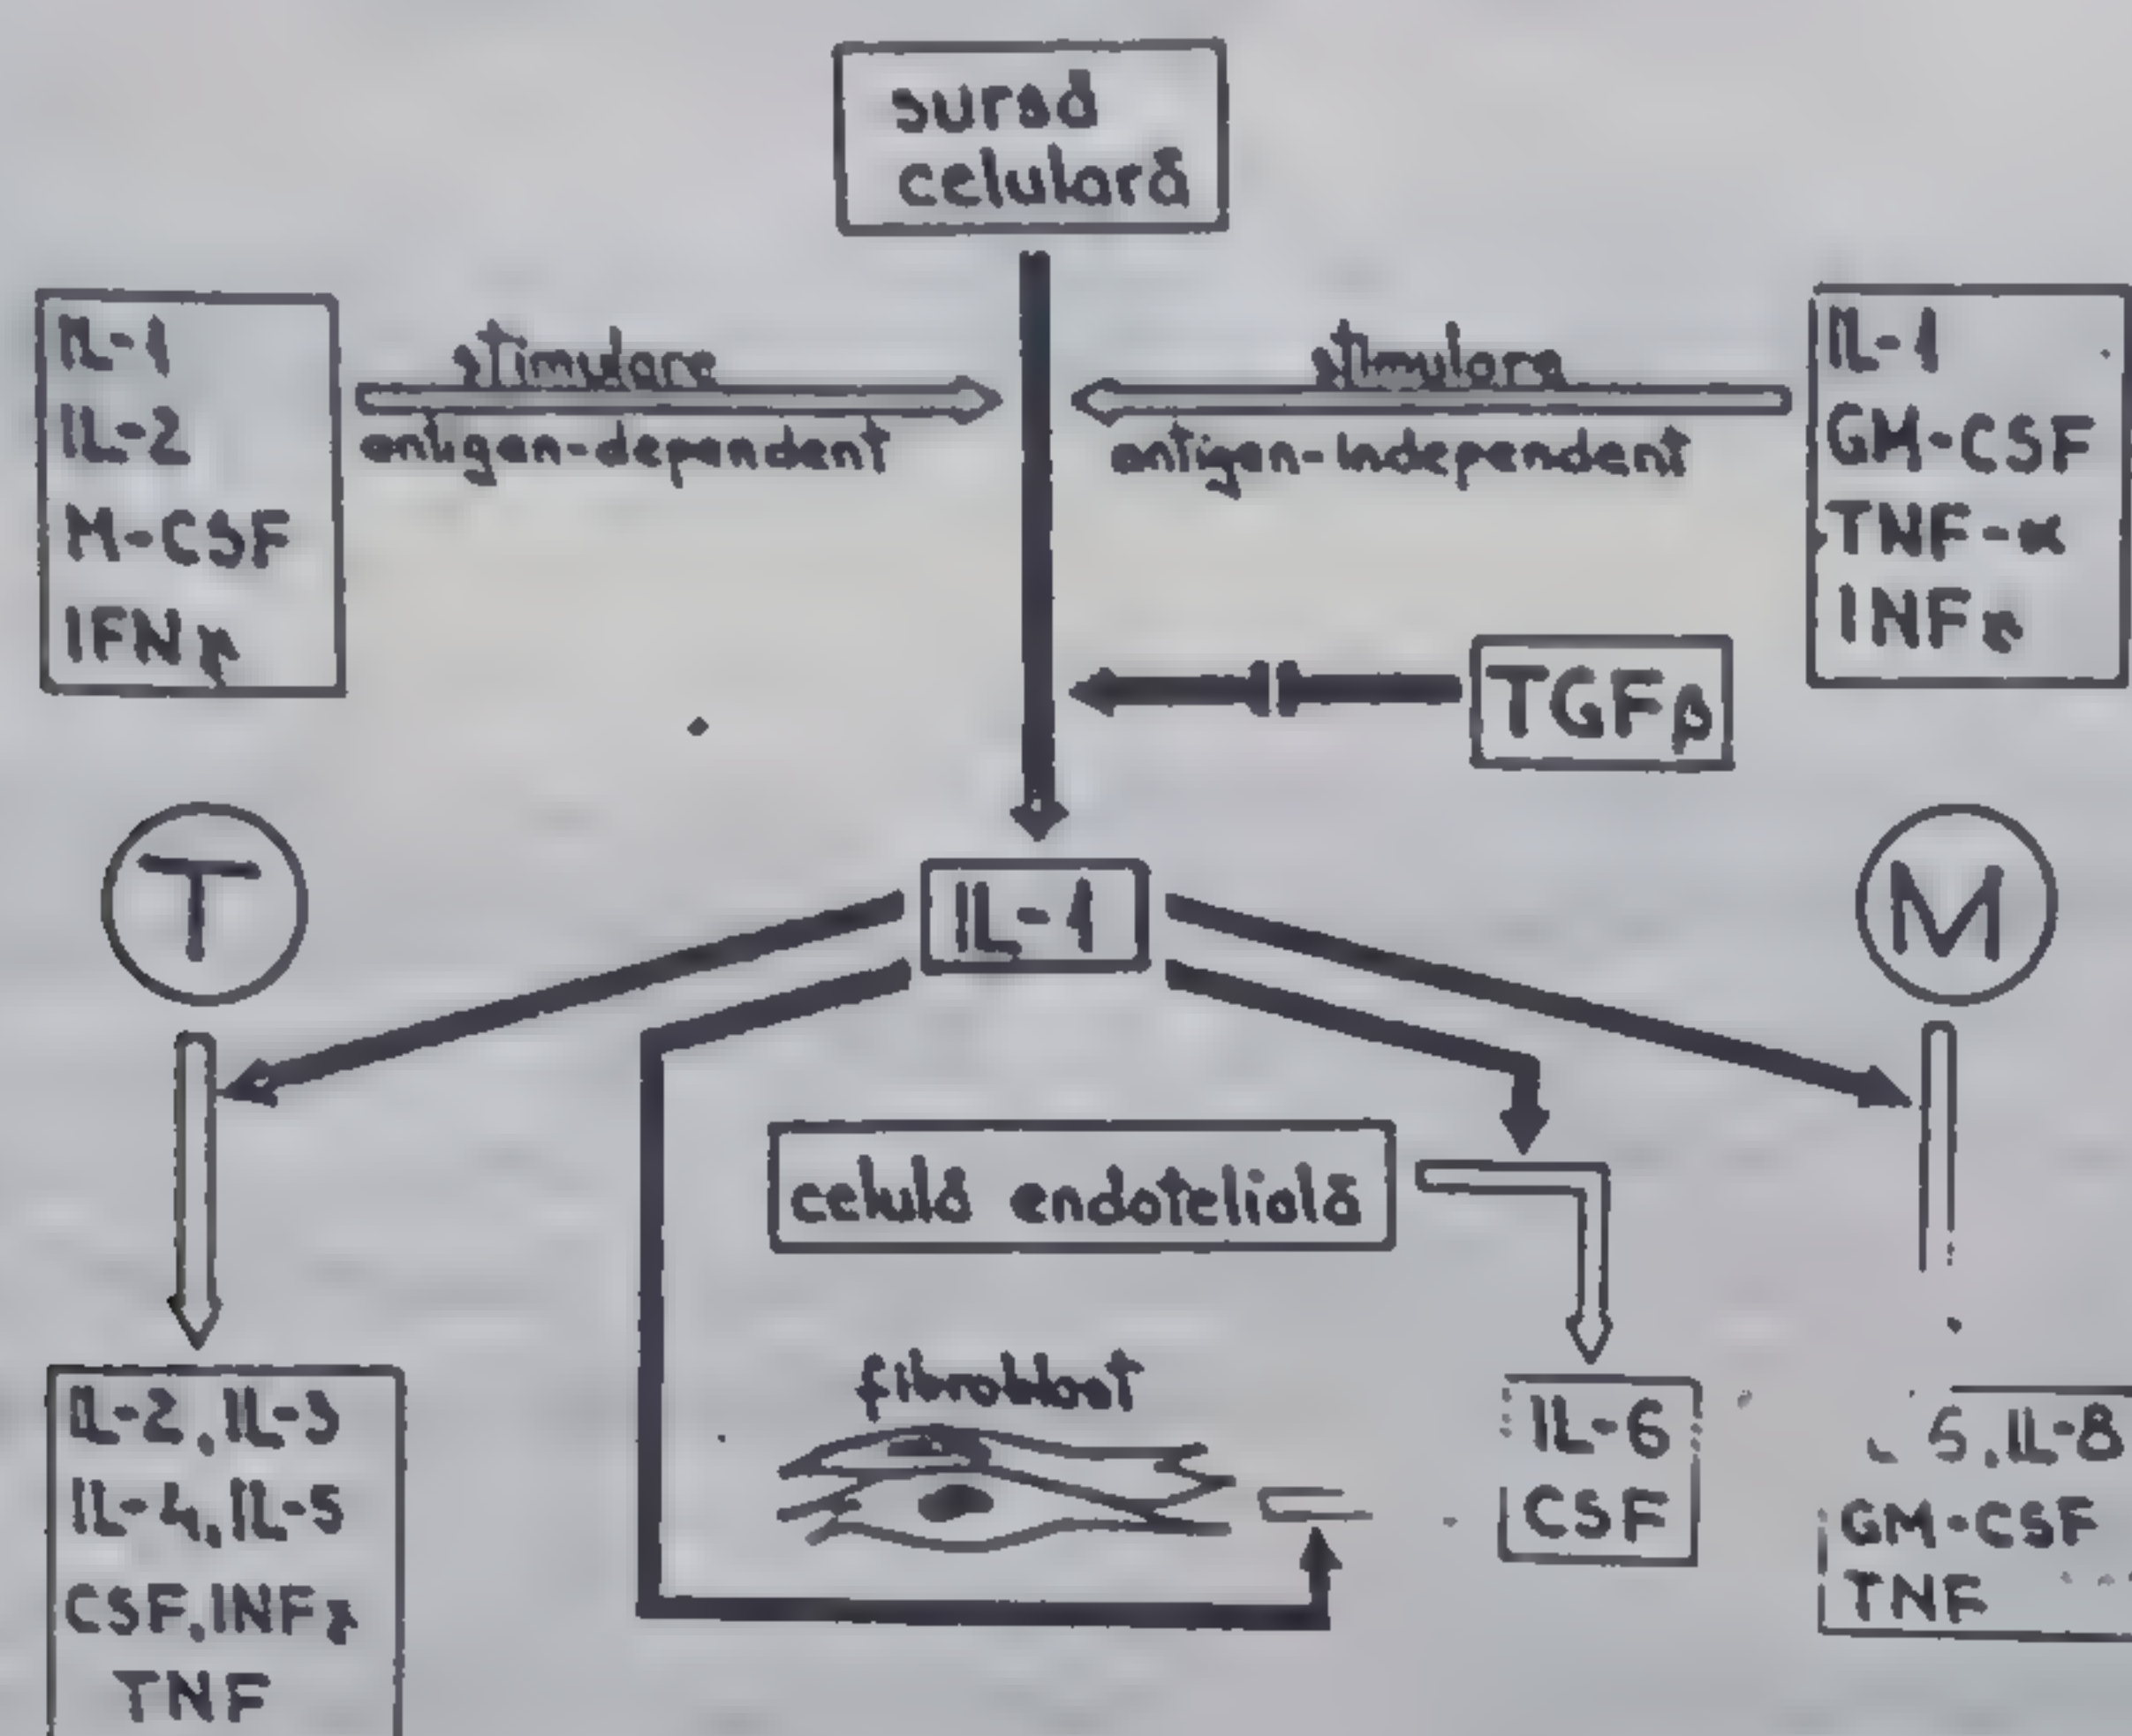 sursă
celulară
IL-1
IL-2
M-CSF
IFNγ
stimulare
antigen-dependent
stimulare
antigen-independent
IL-1
GM-CSF
TNF-α
INF
TGFβ
T
IL-1
M
celulă endotelială
fibroblast
IL-2, IL-3
IL-4, IL-5
CSF, INFγ
TNF
IL-6
CSF
6, IL-8
GM-CSF
TNF